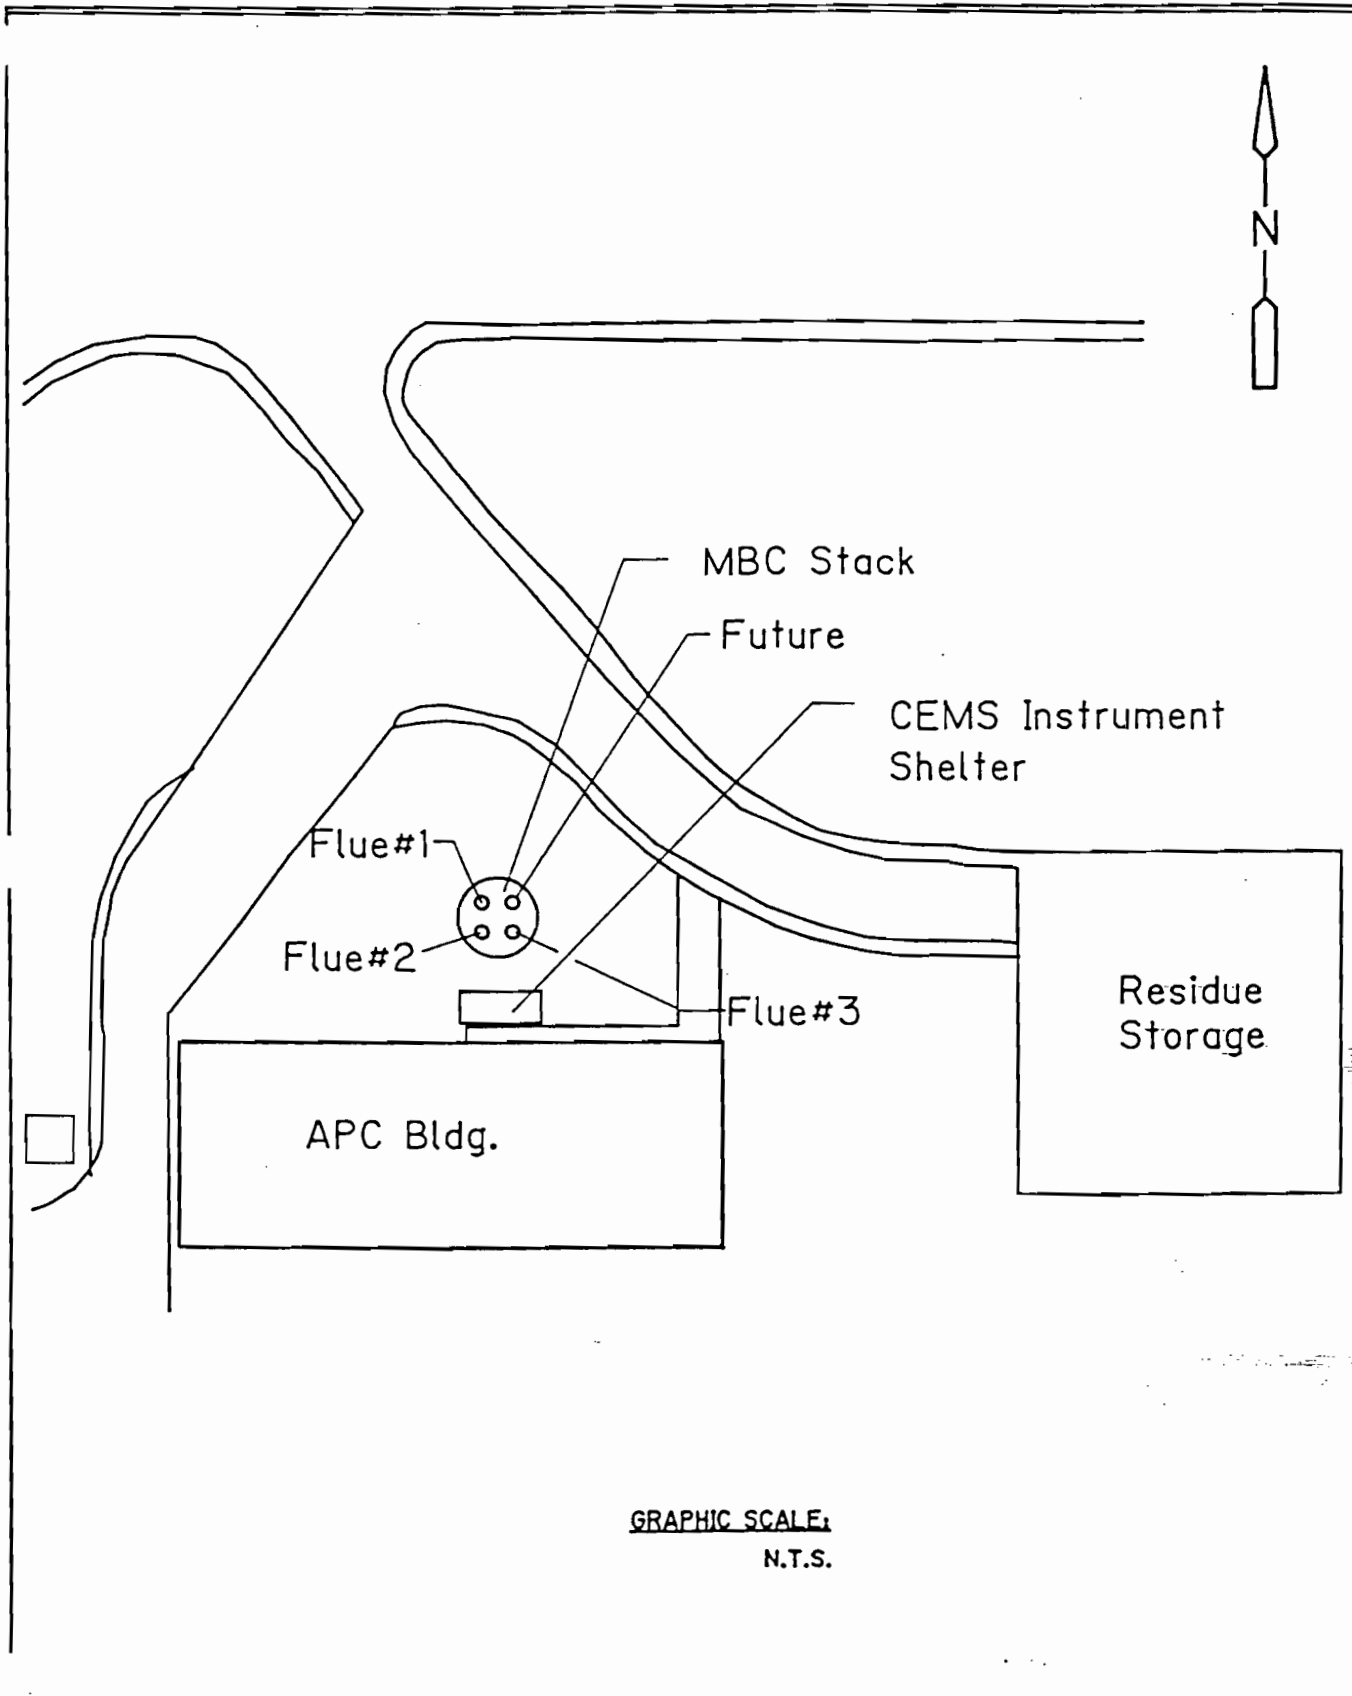 N
MBC Stack
Future
CEMS Instrument
Shelter
Flue#1
Flue#2
Flue#3
Residue
Storage
APC Bldg.
GRAPHIC SCALE:
N.T.S.